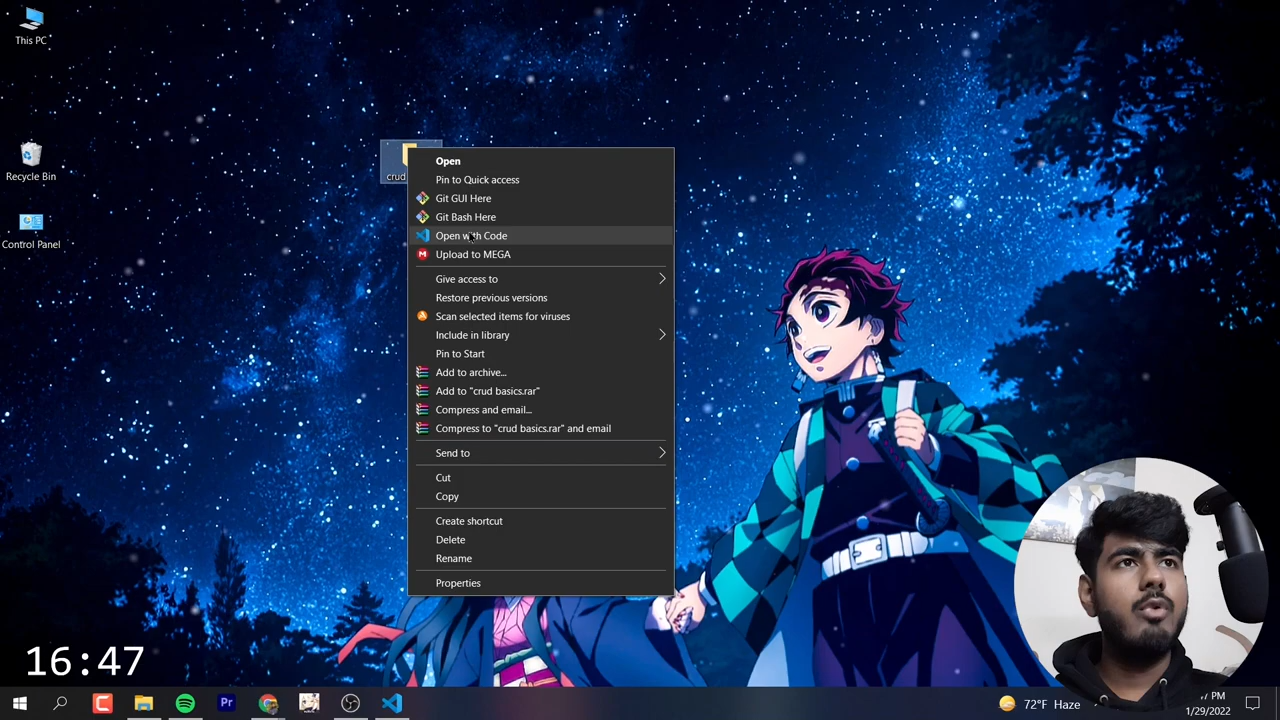 This PC
Recycle Bin
Control Panel
crud
Open
Pin to Quick access
Git GUI Here
Git Bash Here
Open with Code
Upload to MEGA
Give access to
Restore previous versions
Scan selected items for viruses
Include in library
Pin to Start
Add to archive...
Add to "crud basics.rar"
Compress and email...
Compress to "crud basics.rar" and email
Send to
Cut
Copy
Create shortcut
Delete
Rename
Properties
16:47
Pr
72°F Haze
7 PM
1/29/2022